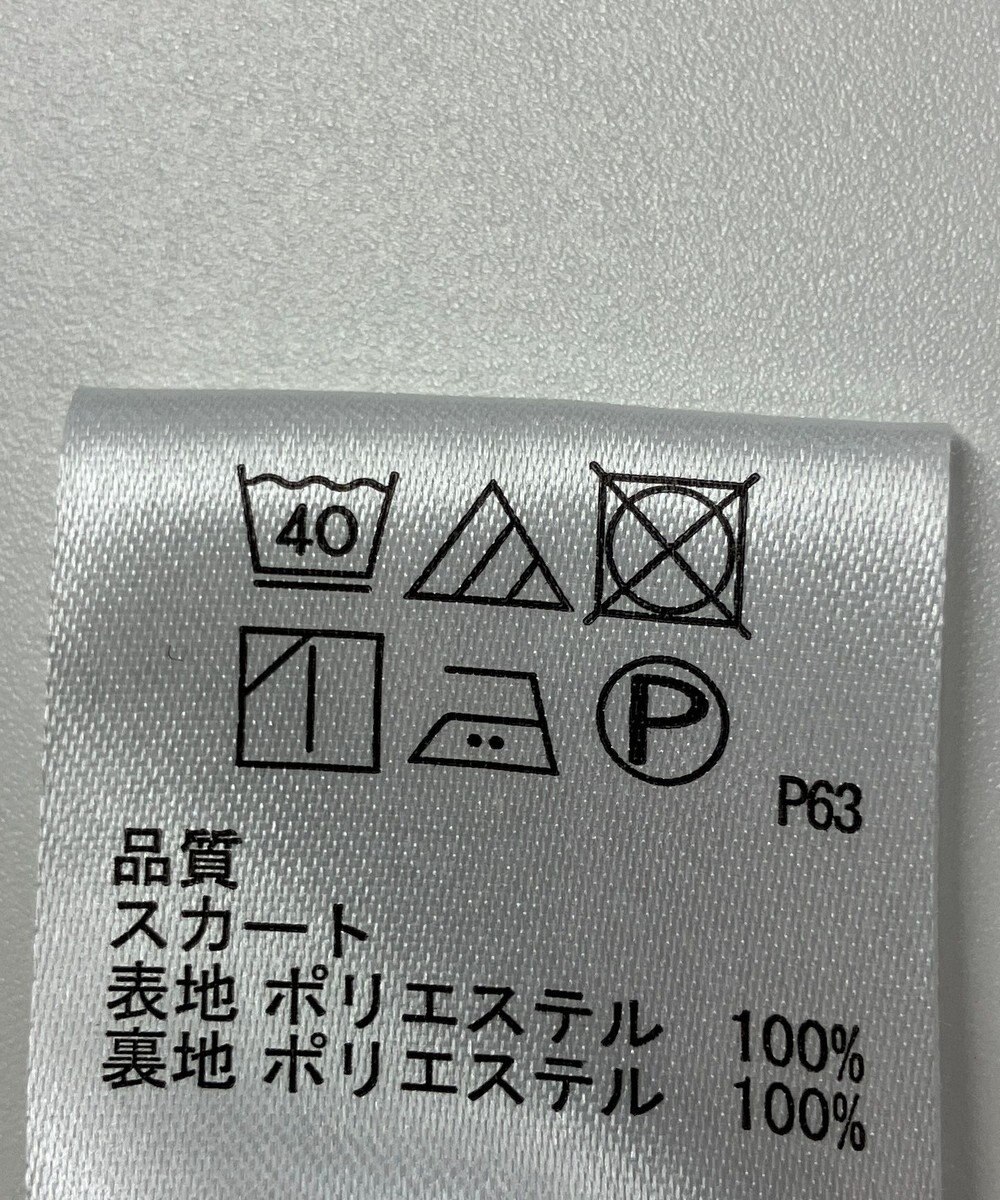 40
P
P63
品質
スカート
表地 ポリエステル 100%
裏地 ポリエステル 100%